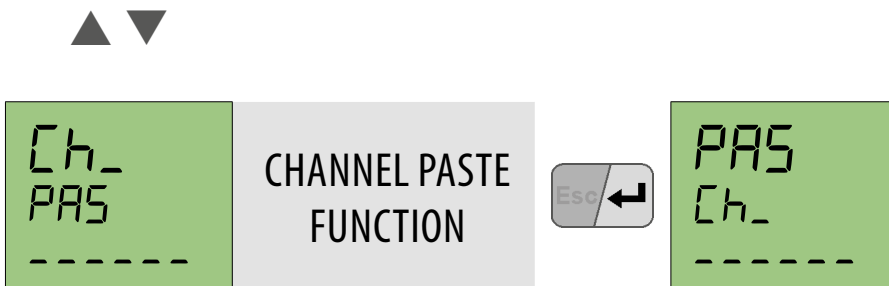 ▲ ▼
Ch_
PAS
------
CHANNEL PASTE
FUNCTION
Esc/↵
PAS
Ch_
------